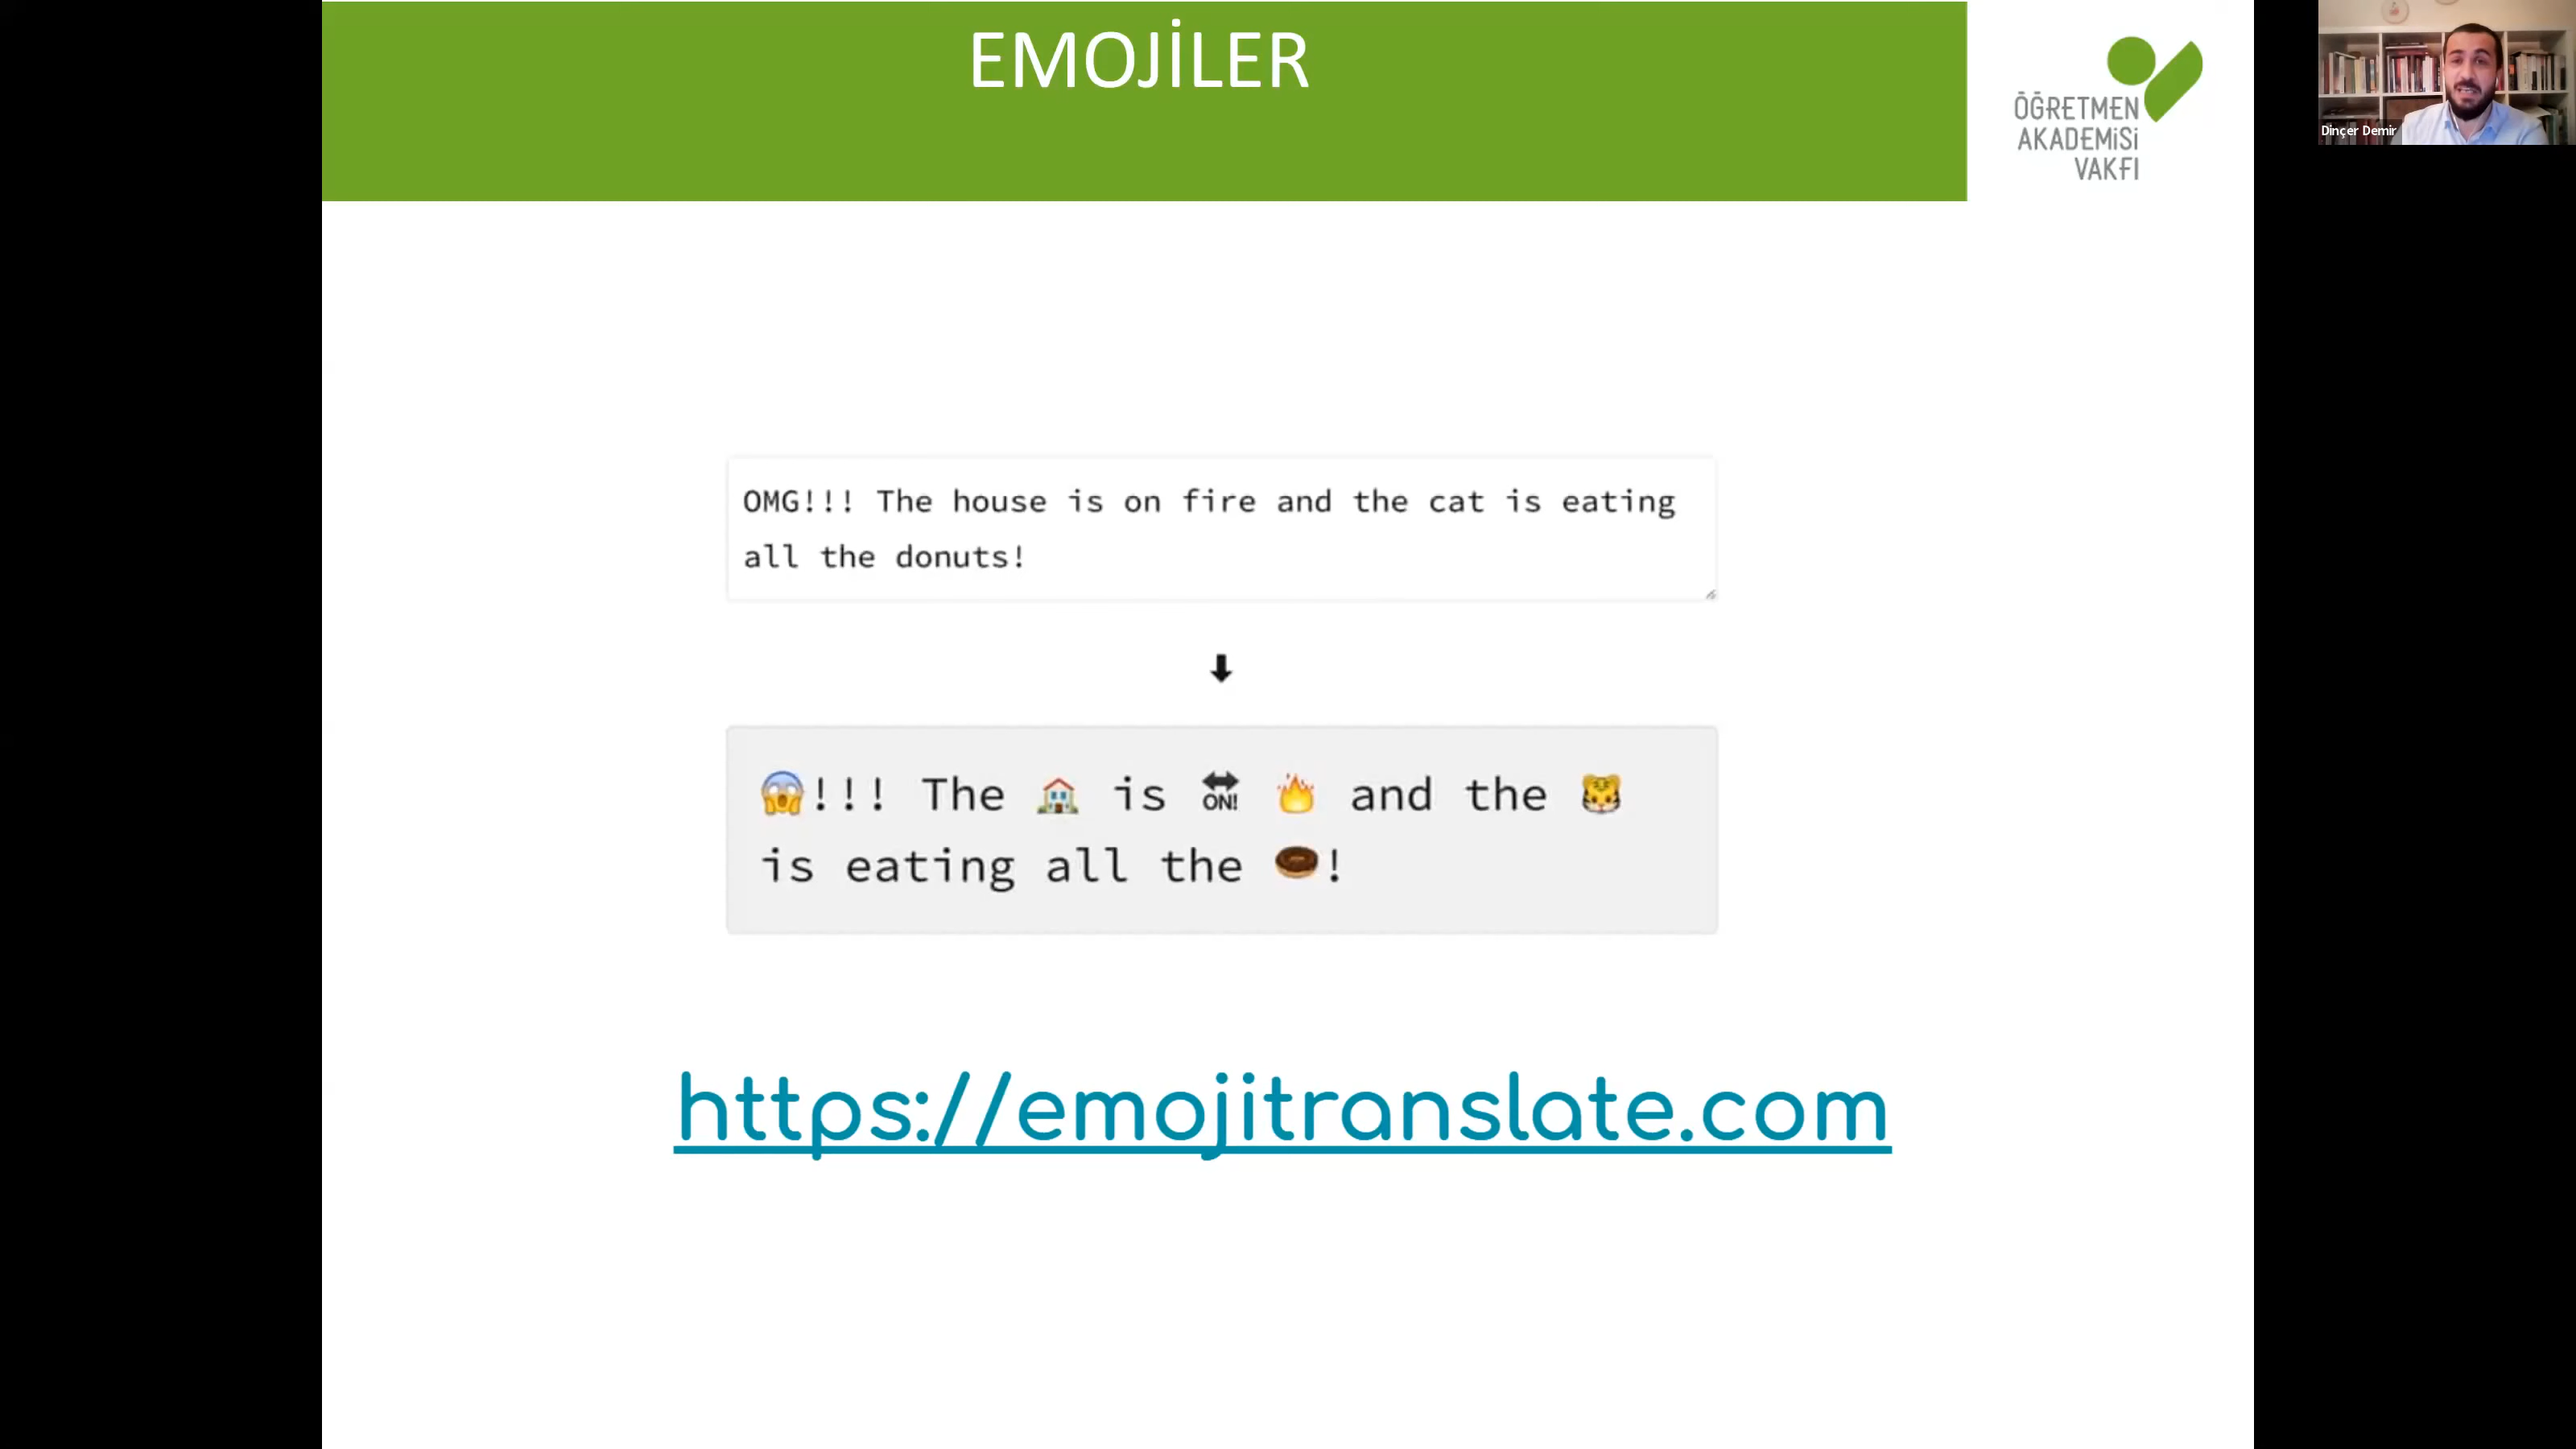 EMOJİLER
ÖĞRETMEN
AKADEMİSİ
VAKFI
Dinçer Demir
OMG!!! The house is on fire and the cat is eating
all the donuts!
😱!!! The 🏠 is 🔛 🔥 and the 🐯
is eating all the 🍩!
https://emojitranslate.com